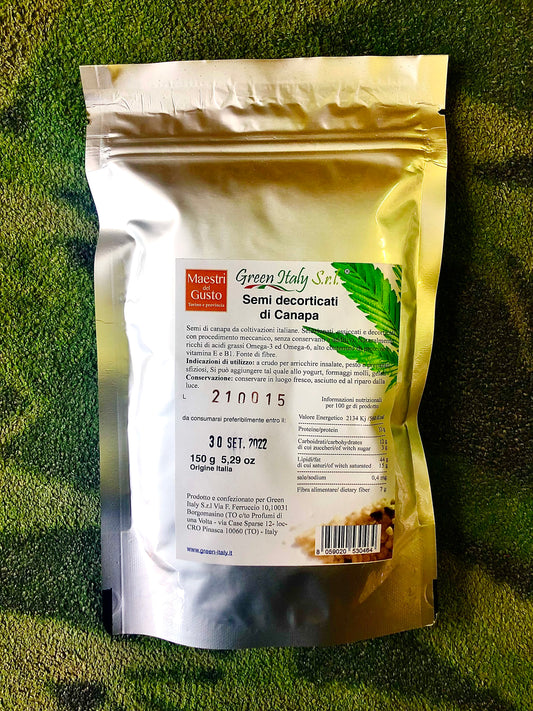 Maestri
del
Gusto
Torino e provincia
Green Italy S.r.l.®
Semi decorticati
di Canapa
Semi di canapa da coltivazioni italiane. essiccati e
con procedimento meccanico, senza conservanti
ricchi di acidi grassi Omega-3 ed Omega-6, alto
vitamina E e B1. Fonte di fibre.
Indicazioni di utilizzo: a crudo per arricchire insalate, pesto
sfiziosi, Si può aggiungere tal quale allo yogurt, formaggi molli,
Conservazione: conservare in luogo fresco, asciutto ed al riparo dalla
luce.
L 210015
da consumarsi preferibilmente entro il:
30 SET. 2022
150 g 5,29 oz
Origine Italia
Informazioni nutrizionali
per 100 gr di prodotto
Valore Energetico 2134 Kj
Proteine/protein
Carboidrati/carbohydrates
di cui zuccheri/of witch sugar
Lipidi/fat
di cui saturi/of witch saturated
sale/sodium 0,4
Fibra alimentare/ dietary fiber 7 g
Prodotto e confezionato per Green
Italy S.r.l Via F. Ferruccio 10,10031
Borgomasino (TO c/to Profumi di
una Volta - via Case Sparse 12- loc-
CRO Pinasca 10060 (TO) - Italy
www.green-italy.it
8 059020 530464